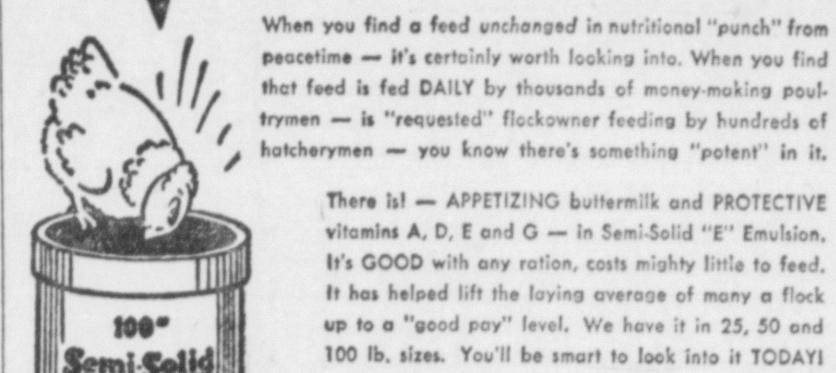 When you find a feed unchanged in nutritional "punch" from
peacetime — it's certainly worth looking into. When you find
that feed is fed DAILY by thousands of money-making poul-
trymen — is "requested" flockowner feeding by hundreds of
hatcherymen — you know there's something "potent" in it.
There is! — APPETIZING buttermilk and PROTECTIVE
vitamins A, D, E and G — in Semi-Solid "E" Emulsion.
It's GOOD with any ration, costs mighty little to feed.
It has helped lift the laying average of many a flock
up to a "good pay" level. We have it in 25, 50 and
100 lb. sizes. You'll be smart to look into it TODAY!
100#
Semi-Solid